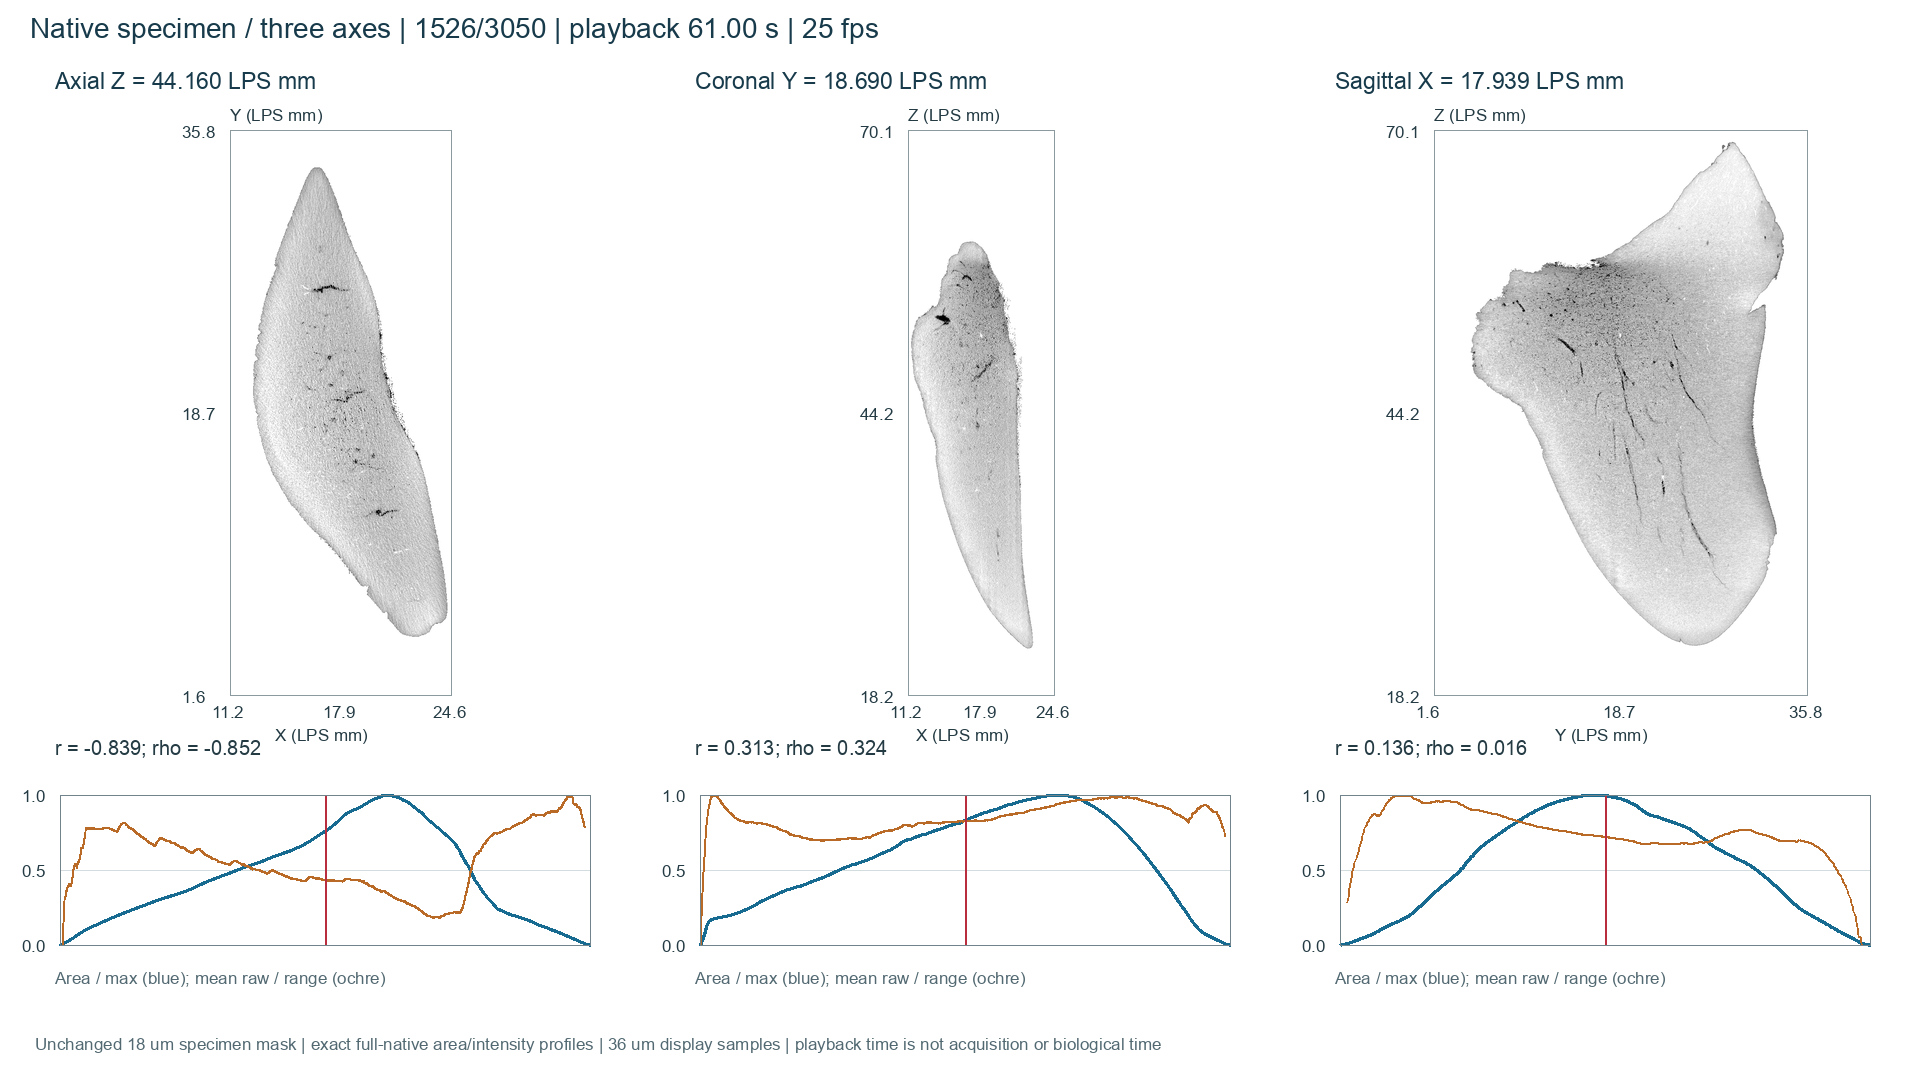 Native specimen / three axes | 1526/3050 | playback 61.00 s | 25 fps
Axial Z = 44.160 LPS mm
Y (LPS mm)
35.8
18.7
1.6
11.2 17.9 24.6
X (LPS mm)
r = -0.839; rho = -0.852
1.0
0.5
0.0
Area / max (blue); mean raw / range (ochre)
Coronal Y = 18.690 LPS mm
Z (LPS mm)
70.1
44.2
18.2
11.2 17.9 24.6
X (LPS mm)
r = 0.313; rho = 0.324
1.0
0.5
0.0
Area / max (blue); mean raw / range (ochre)
Sagittal X = 17.939 LPS mm
Z (LPS mm)
70.1
44.2
18.2
1.6 18.7 35.8
Y (LPS mm)
r = 0.136; rho = 0.016
1.0
0.5
0.0
Area / max (blue); mean raw / range (ochre)
Unchanged 18 um specimen mask | exact full-native area/intensity profiles | 36 um display samples | playback time is not acquisition or biological time